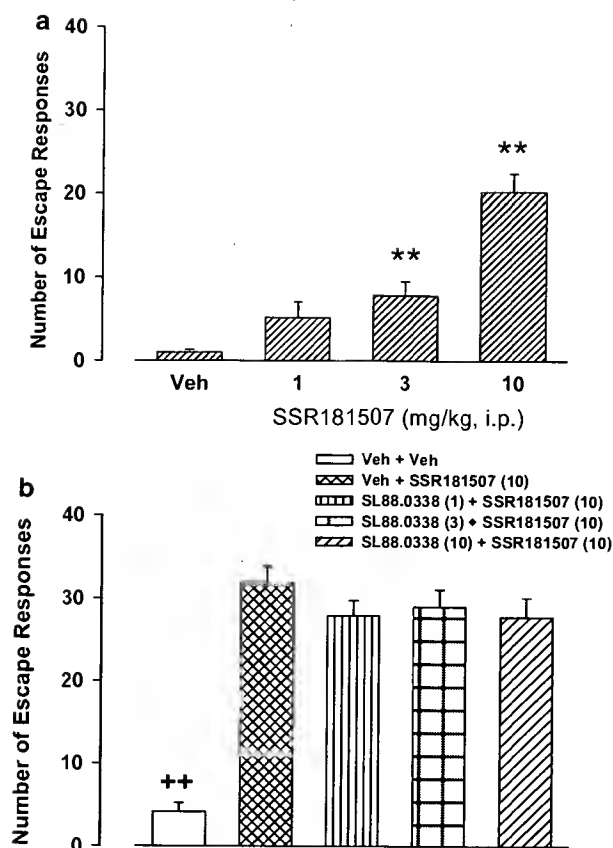 a
40
30
20
10
0
Number of Escape Responses
**
**
Veh 1 3 10
SSR181507 (mg/kg, i.p.)
b
Veh + Veh
Veh + SSR181507 (10)
SL88.0338 (1) + SSR181507 (10)
SL88.0338 (3) + SSR181507 (10)
SL88.0338 (10) + SSR181507 (10)
40
30
20
10
0
Number of Escape Responses
++